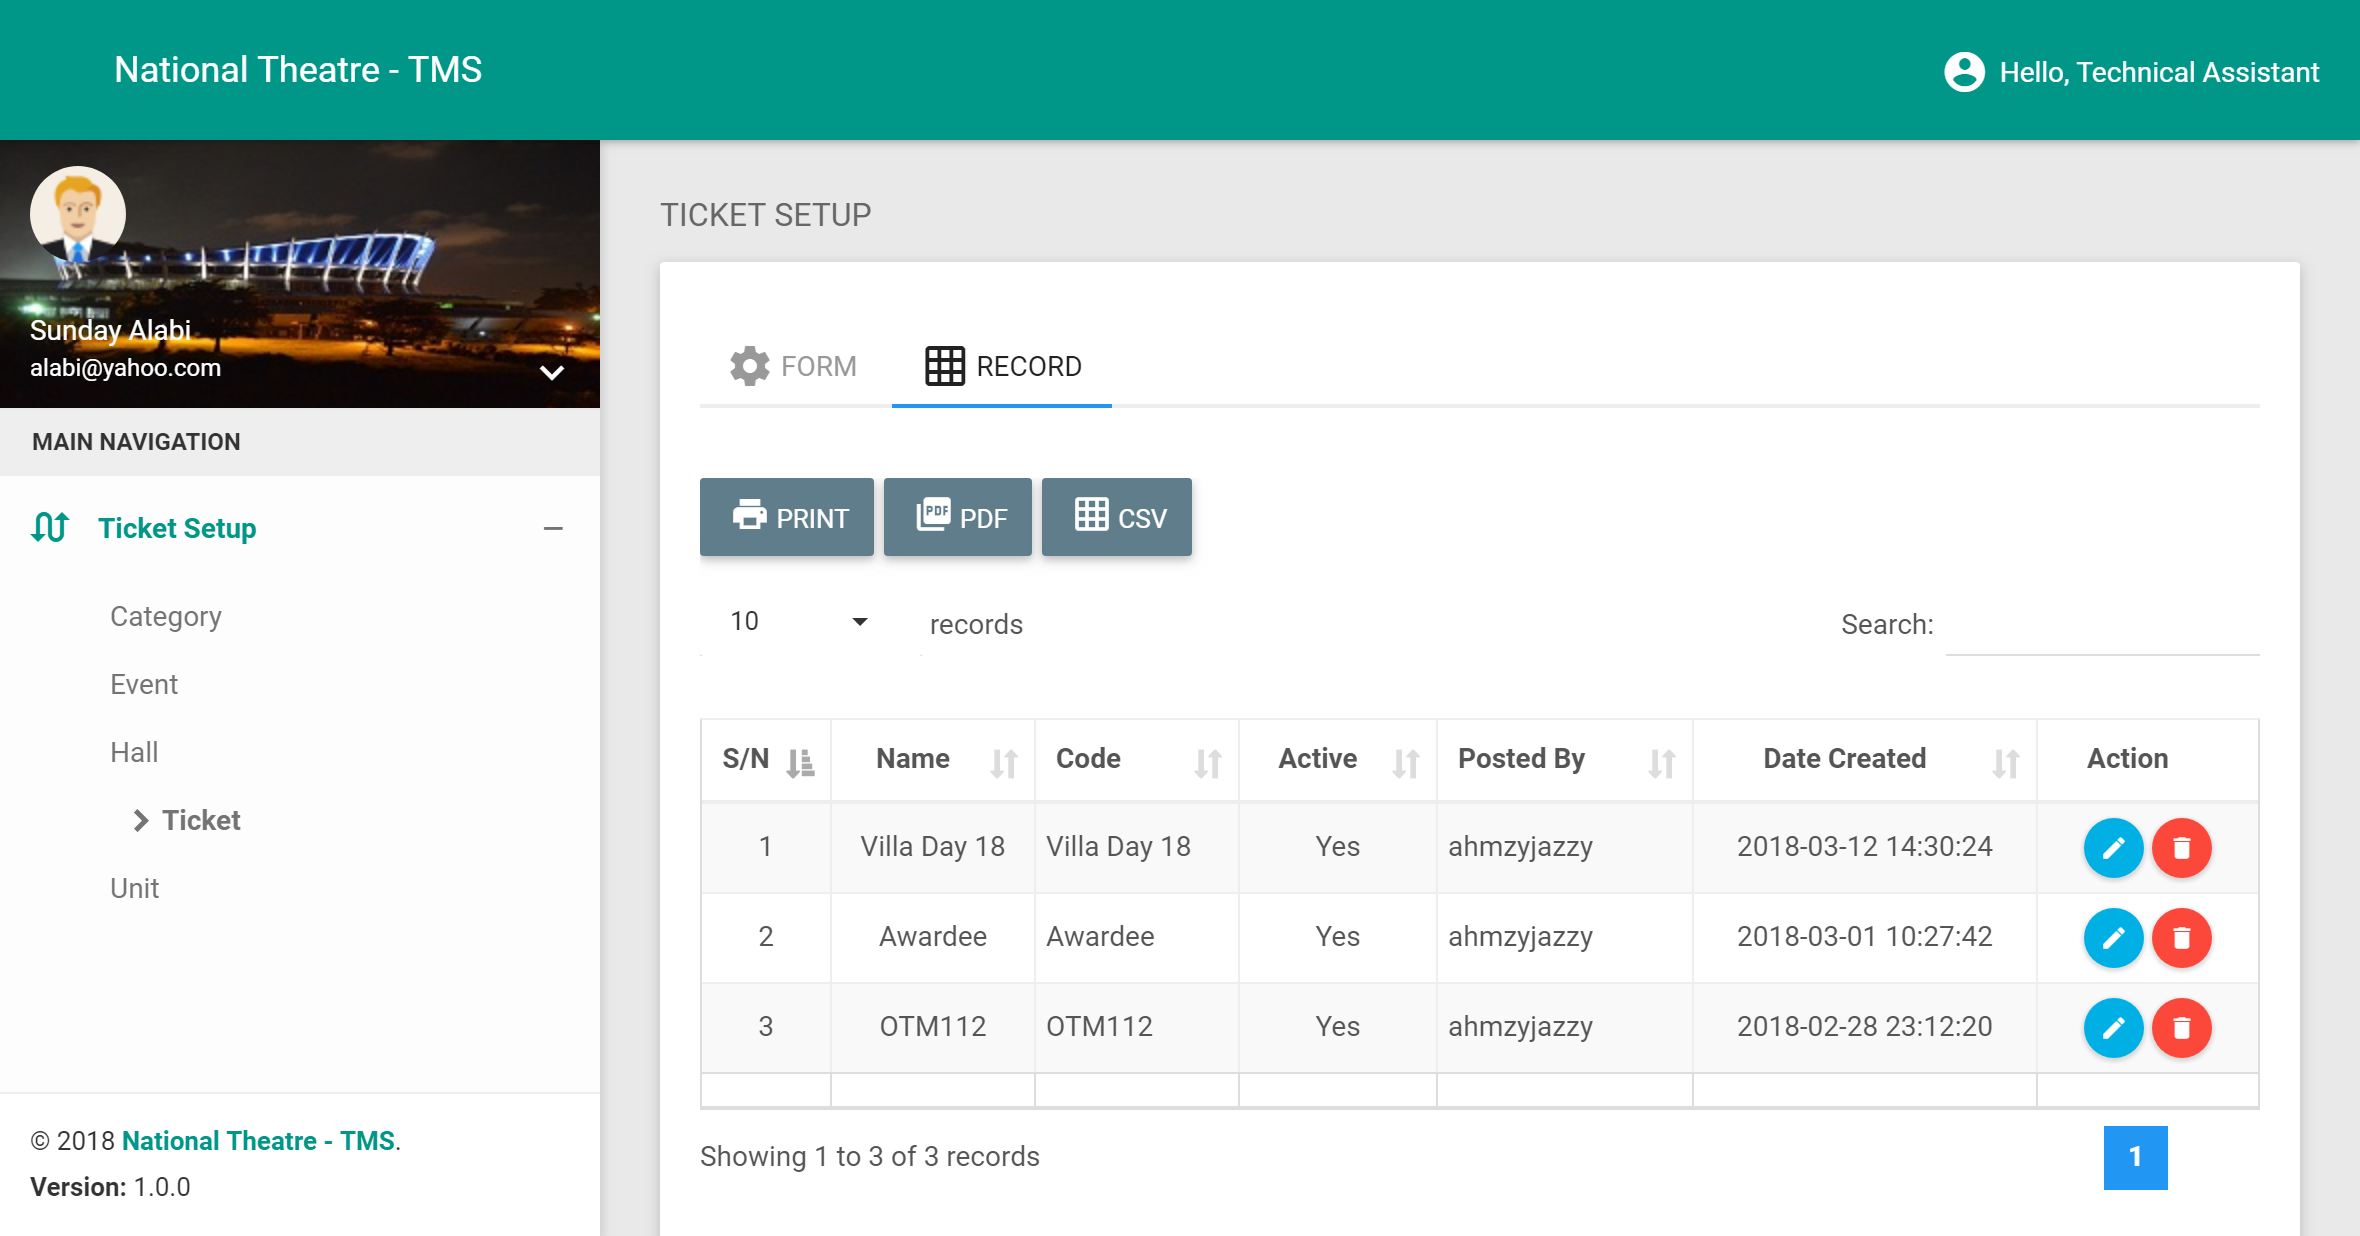 National Theatre - TMS
Hello, Technical Assistant
Sunday Alabi
alabi@yahoo.com
MAIN NAVIGATION
Ticket Setup
Category
Event
Hall
Ticket
Unit
© 2018 National Theatre - TMS.
Version: 1.0.0
TICKET SETUP
FORM RECORD
PRINT PDF CSV
10 records Search:
S/N Name Code Active Posted By Date Created Action
1 Villa Day 18 Villa Day 18 Yes ahmzyjazzy 2018-03-12 14:30:24
2 Awardee Awardee Yes ahmzyjazzy 2018-03-01 10:27:42
3 OTM112 OTM112 Yes ahmzyjazzy 2018-02-28 23:12:20
Showing 1 to 3 of 3 records 1